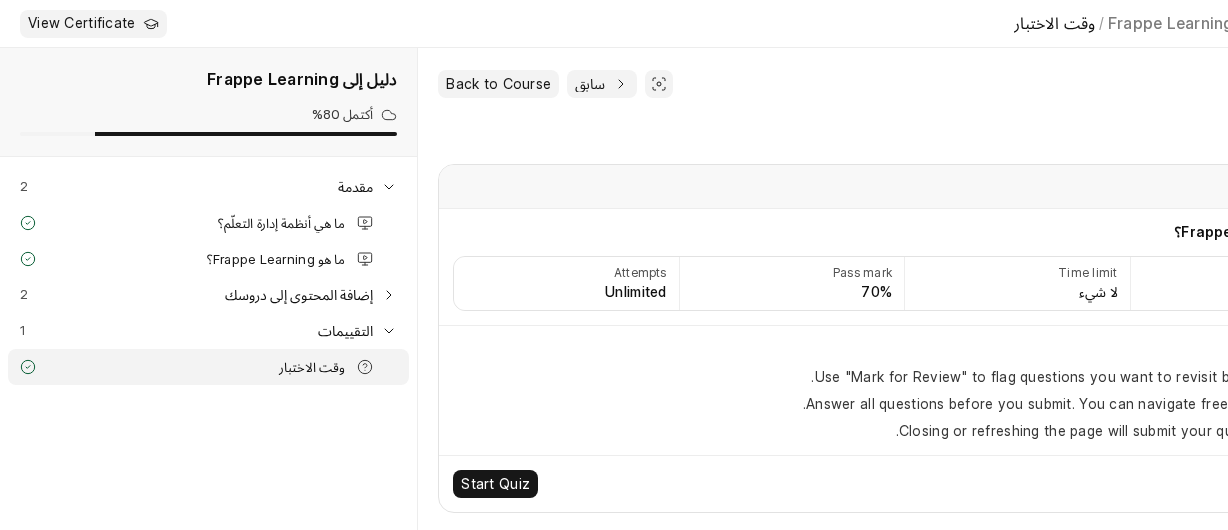 View Certificate
Frappe Learning / وقت الاختبار
دليل إلى Frappe Learning
أكتمل 80%
مقدمة 2
ما هي أنظمة إدارة التعلّم؟
ما هو Frappe Learning؟
إضافة المحتوى إلى دروسك 2
التقييمات 1
وقت الاختبار
Back to Course
سابق
Frappe؟
Time limit
لا شيء
Pass mark
70%
Attempts
Unlimited
Use "Mark for Review" to flag questions you want to revisit
Answer all questions before you submit. You can navigate
Closing or refreshing the page will submit your
Start Quiz